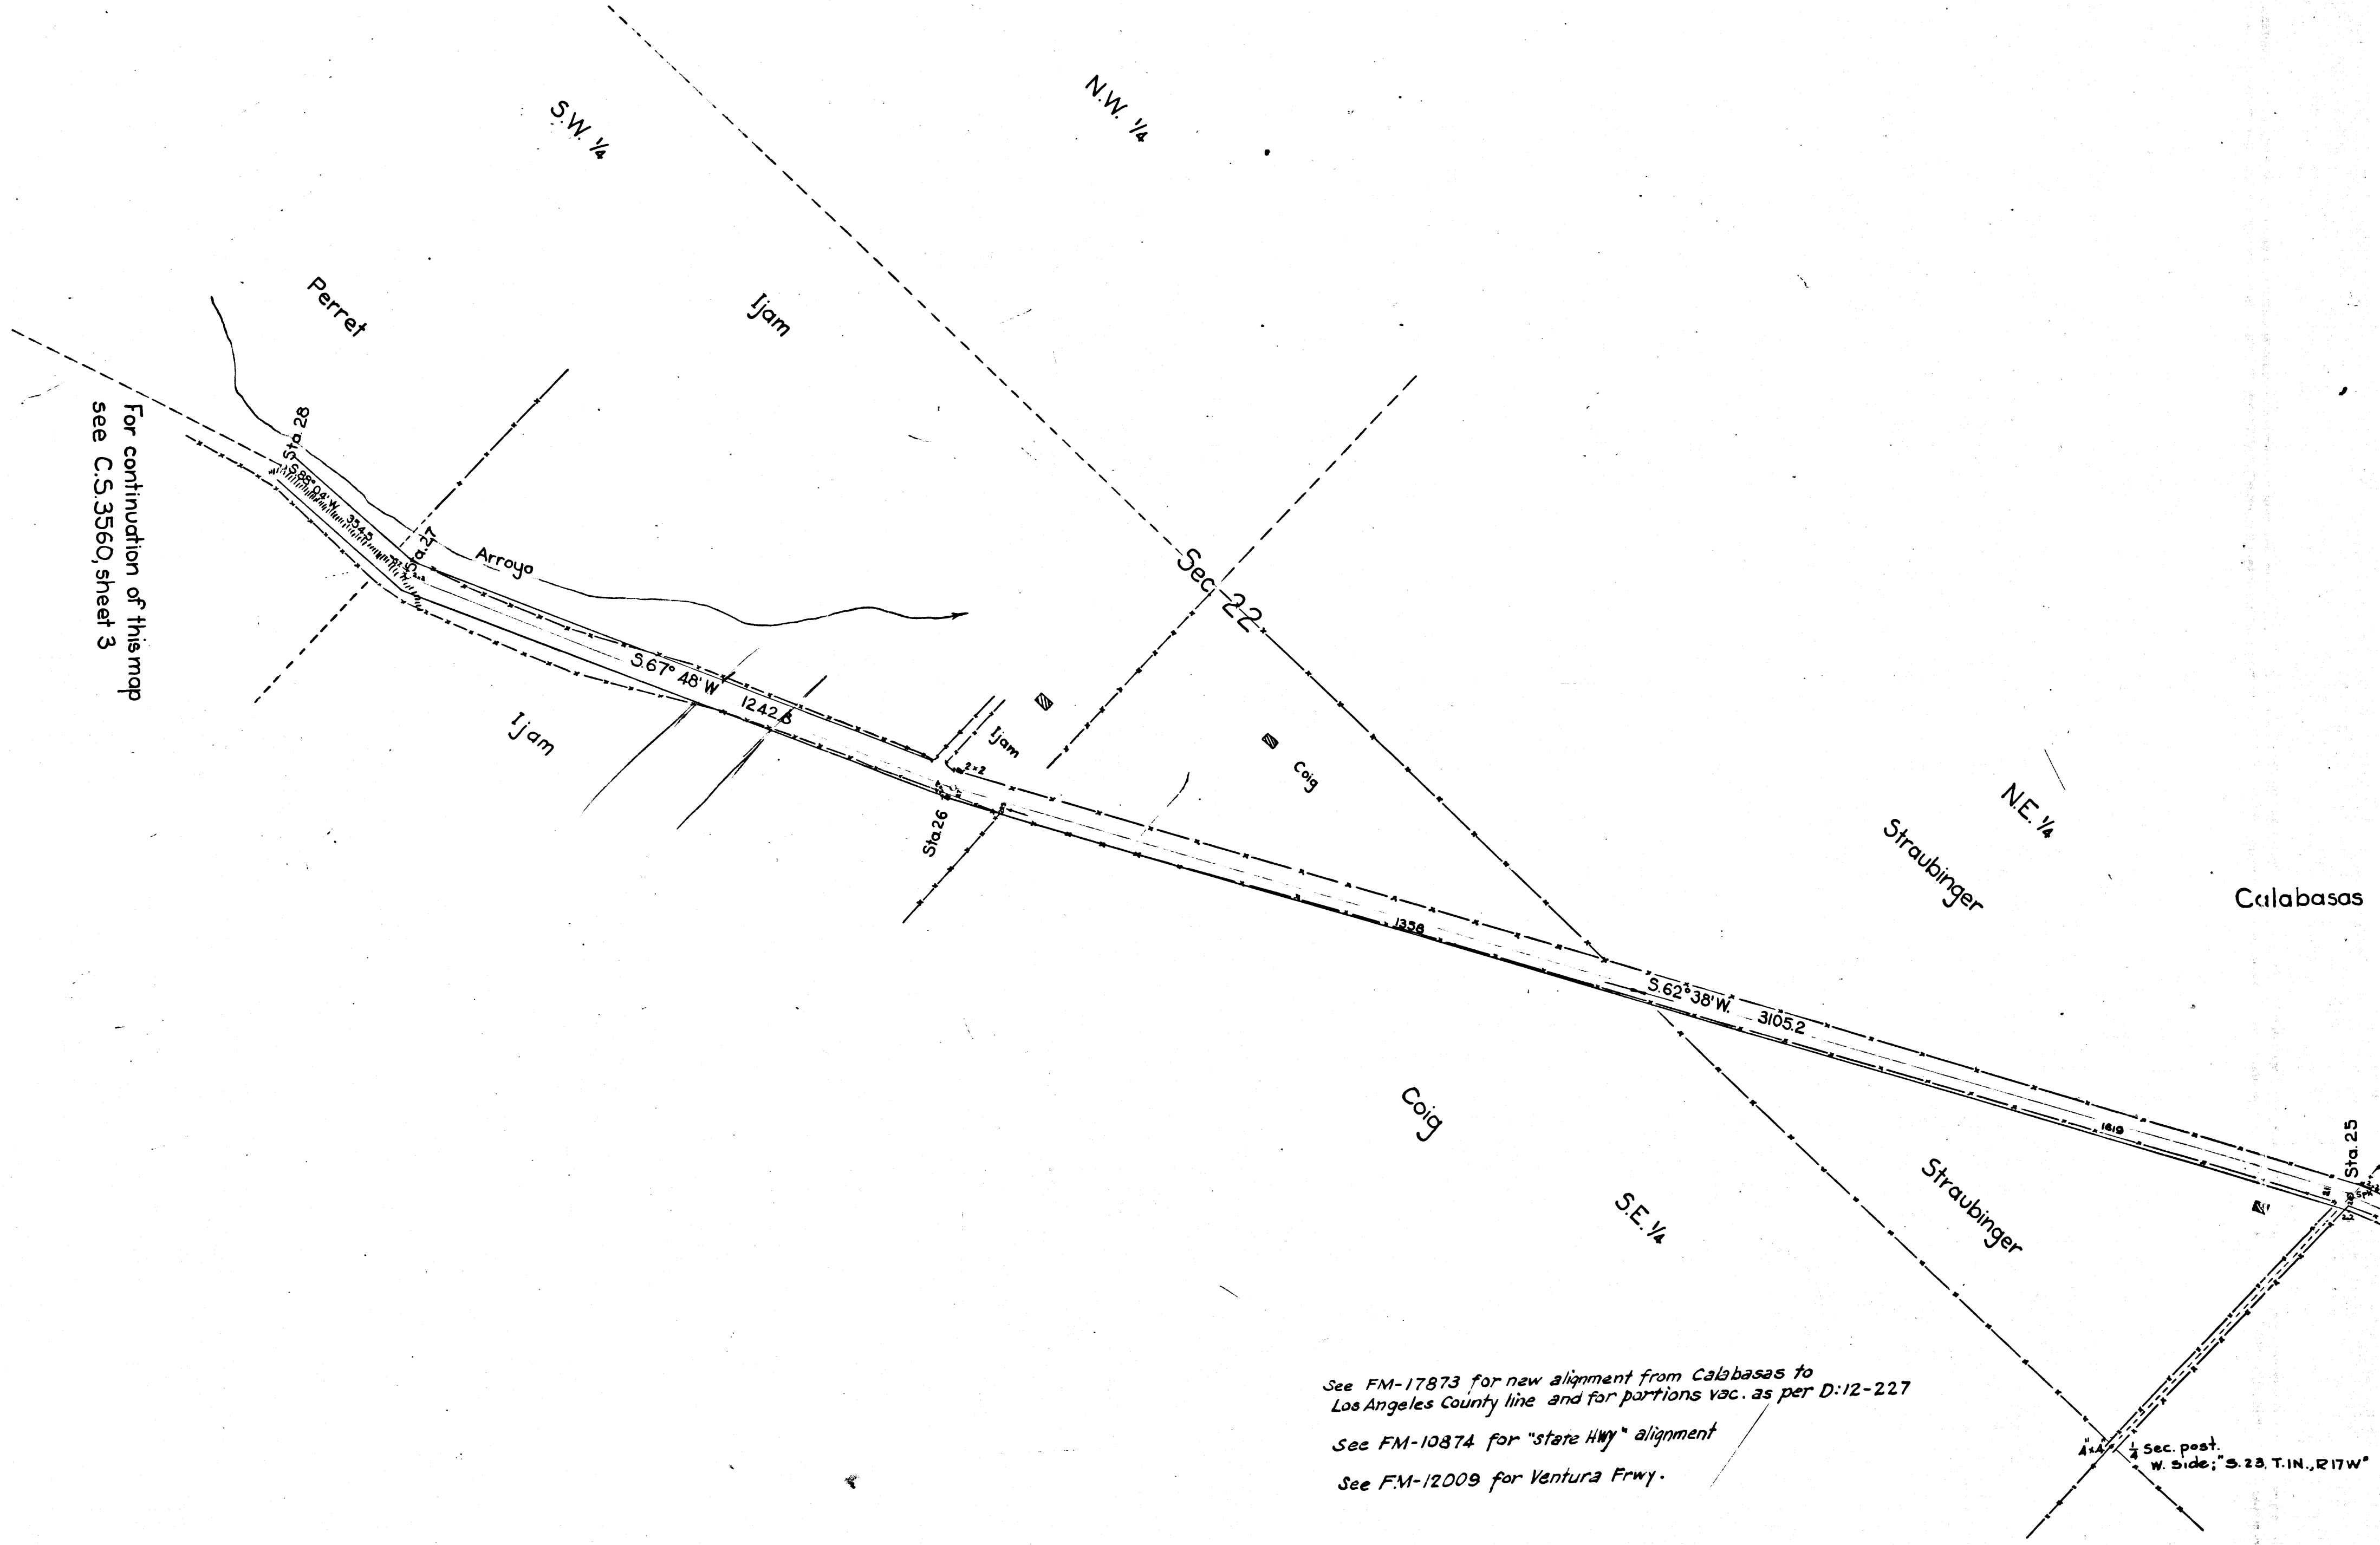 S.W. 1/4
N.W. 1/4
Perret
Ijam
For continuation of this map
see C.S.3560, sheet 3
Sta. 28
S.88°04'W. 354.5
Sta. 27
Arroyo
Sec. 22
S.67° 48' W 1242.8
Ijam
Ijam
2×2
Sta. 26
Coig
N.E. 1/4
Straubinger
Calabasas
1358
S.62°38'W. 3105.2
1619
Sta. 25
Coig
Straubinger
S.E. 1/4
See FM-17873 for new alignment from Calabasas to
Los Angeles County line and for portions vac. as per D:12-227
See FM-10874 for "State Hwy" alignment
See F.M-12009 for Ventura Frwy.
4"x4"
1/4 Sec. post.
W. side; "S.23, T.1N., R17W"